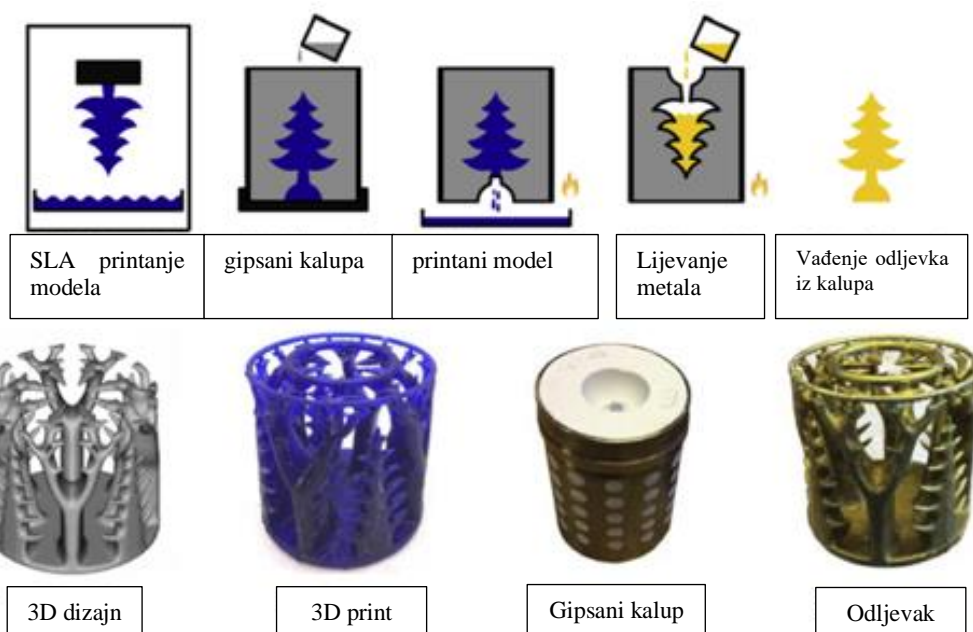 SLA printanje
modela
gipsani kalupa
printani model
Lijevanje
metala
Vađenje odljevka
iz kalupa
3D dizajn
3D print
Gipsani kalup
Odljevak